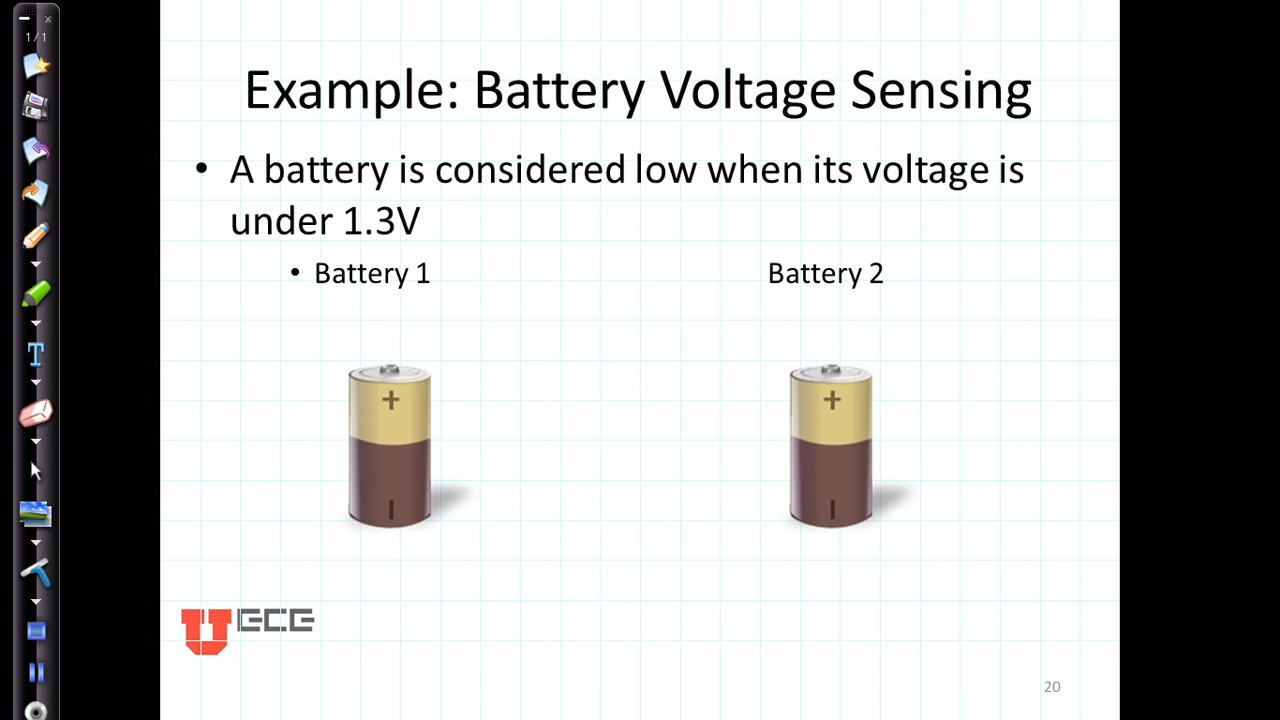 1/1
Example: Battery Voltage Sensing
• A battery is considered low when its voltage is
under 1.3V
• Battery 1
Battery 2
+
+
U ECE
20